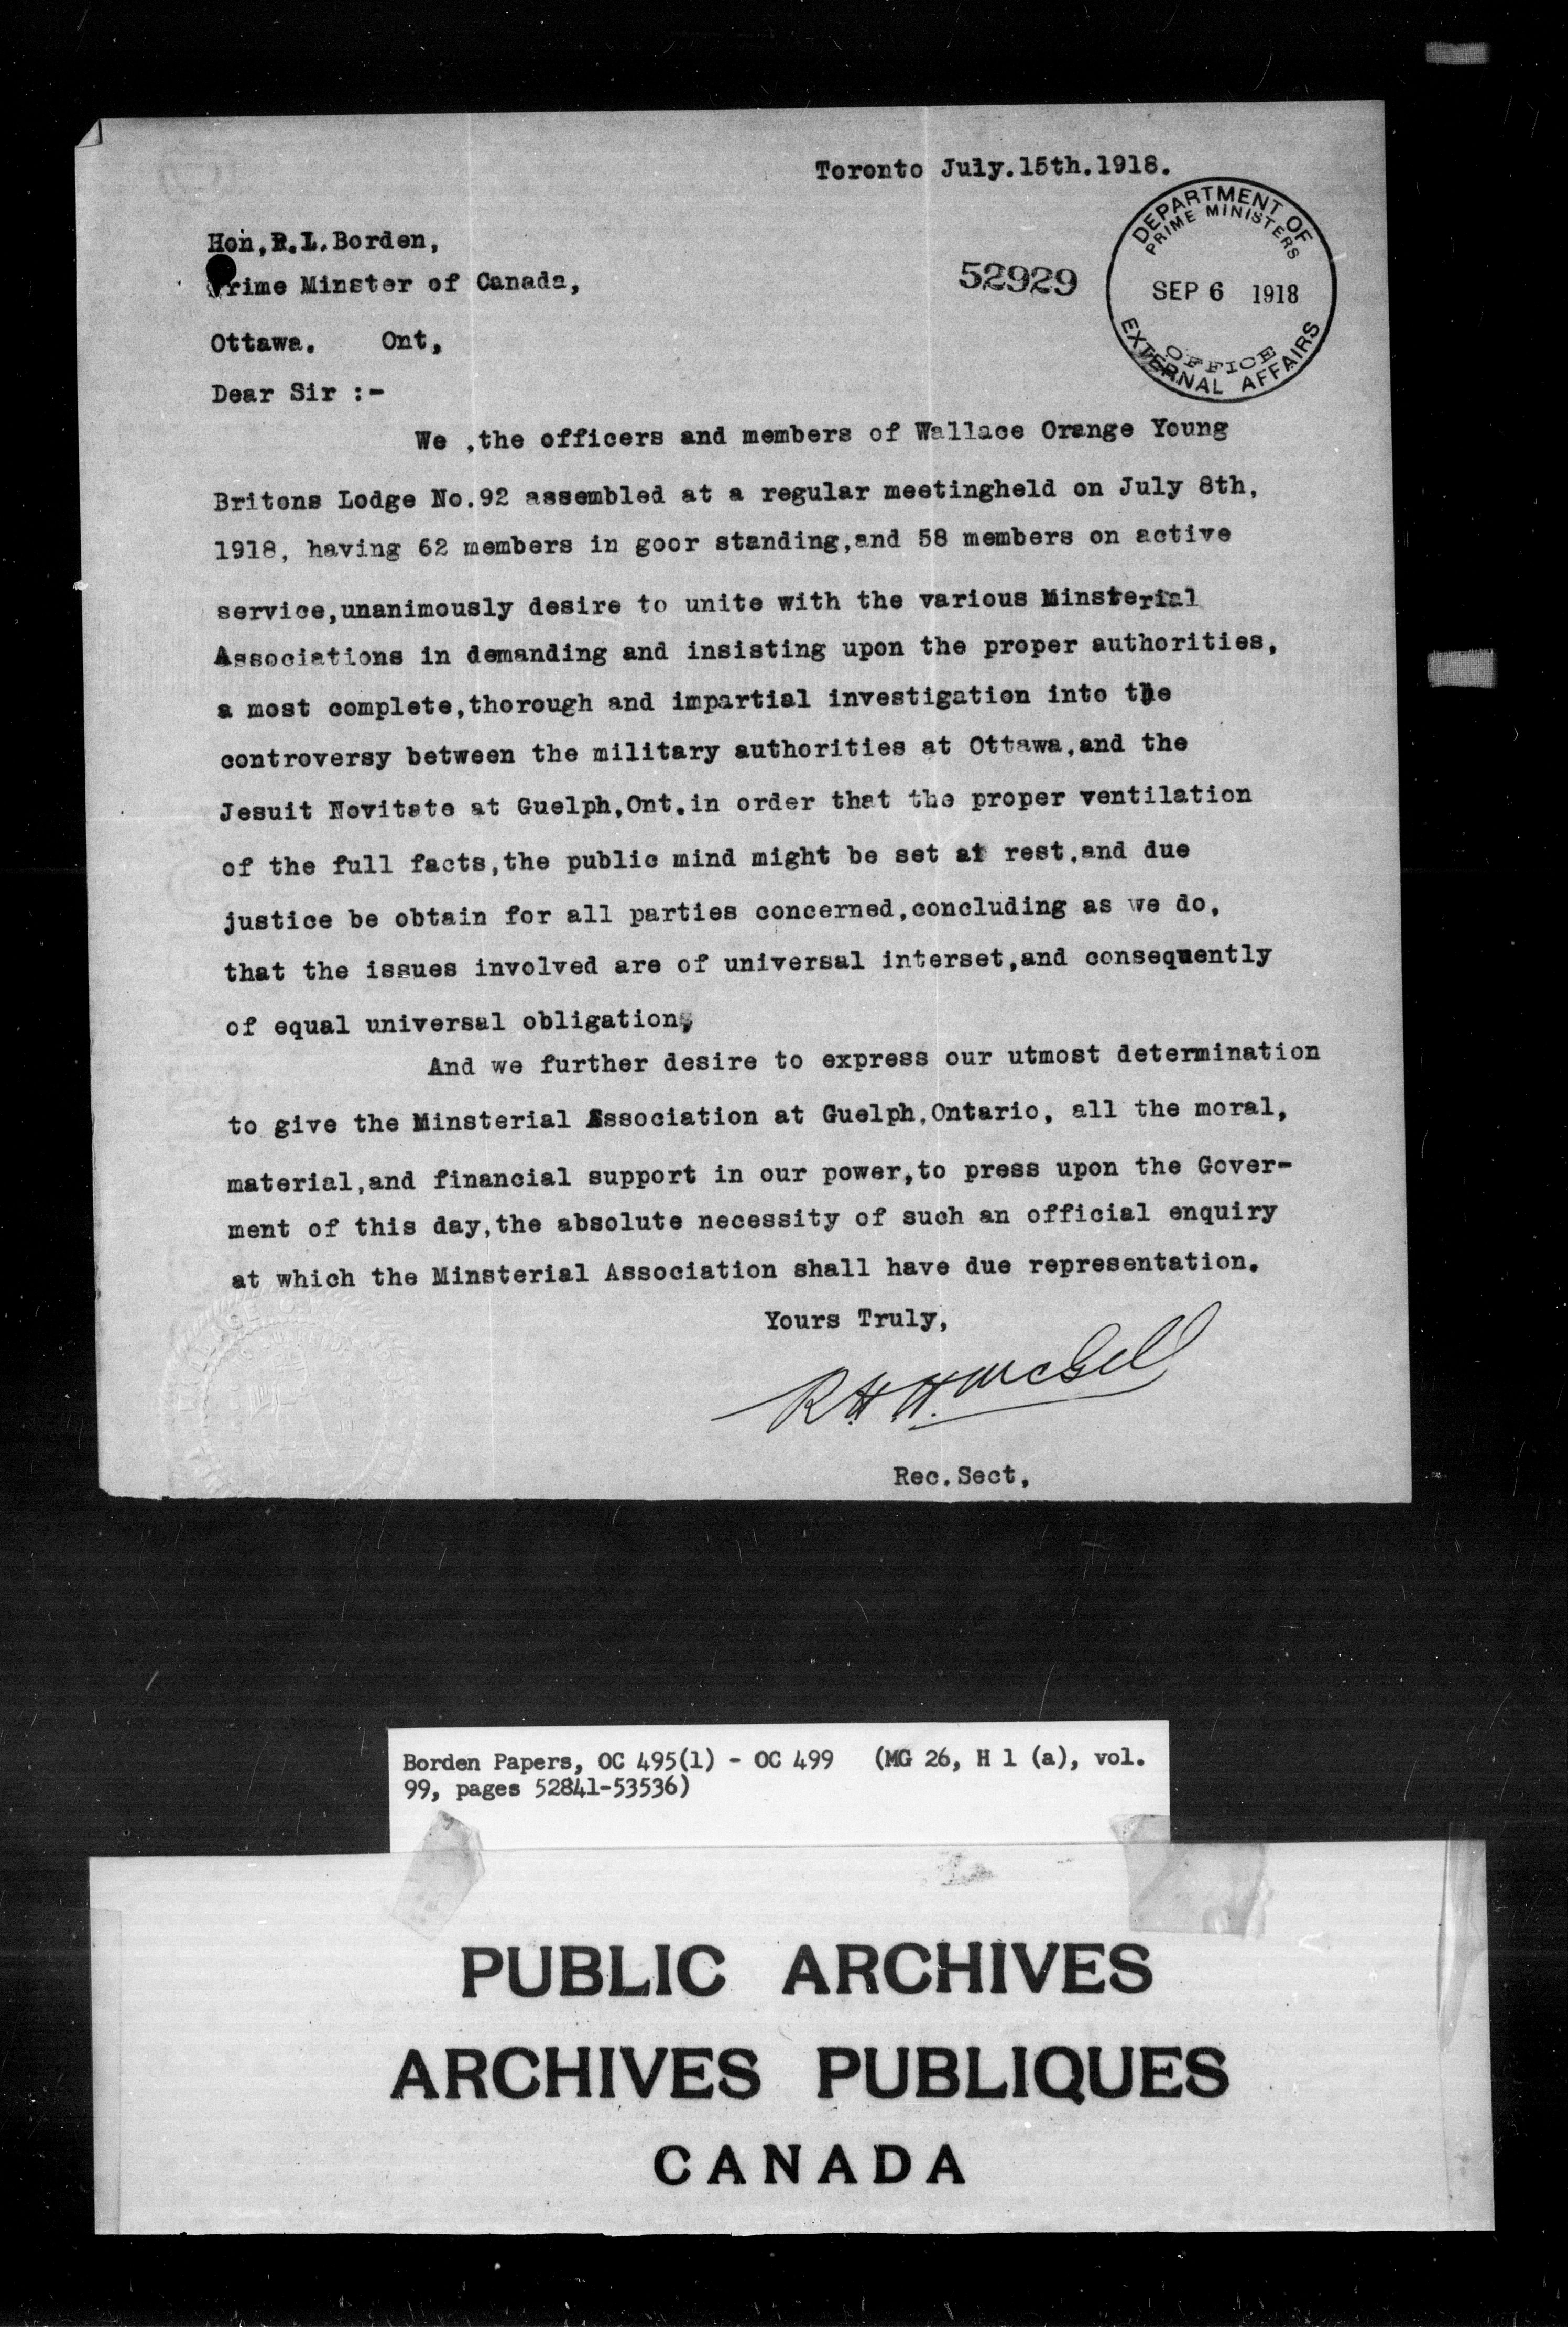 Toronto July.15th.1918.
DEPARTMENT OF
PRIME MINISTERS
SEP 6 1918
OFFICE
EXTERNAL AFFAIRS
52929
Hon,R.L.Borden,
Prime Minster of Canada,
Ottawa. Ont,
Dear Sir :-
We ,the officers and members of Wallace Orange Young
Britons Lodge No.92 assembled at a regular meetingheld on July 8th,
1918, having 62 members in goor standing,and 58 members on active
service,unanimously desire to unite with the various Minsterial
Associations in demanding and insisting upon the proper authorities,
a most complete,thorough and impartial investigation into the
controversy between the military authorities at Ottawa,and the
Jesuit Novitate at Guelph,Ont.in order that the proper ventilation
of the full facts,the public mind might be set at rest,and due
justice be obtain for all parties concerned,concluding as we do,
that the issues involved are of universal interset,and consequently
of equal universal obligation,
And we further desire to express our utmost determination
to give the Minsterial Association at Guelph,Ontario, all the moral,
material,and financial support in our power,to press upon the Gover-
ment of this day,the absolute necessity of such an official enquiry
at which the Minsterial Association shall have due representation.
Yours Truly,
R H H. McGell
Rec.Sect,
Borden Papers, OC 495(1) - OC 499 (MG 26, H 1 (a), vol.
99, pages 52841-53536)
PUBLIC ARCHIVES
ARCHIVES PUBLIQUES
CANADA